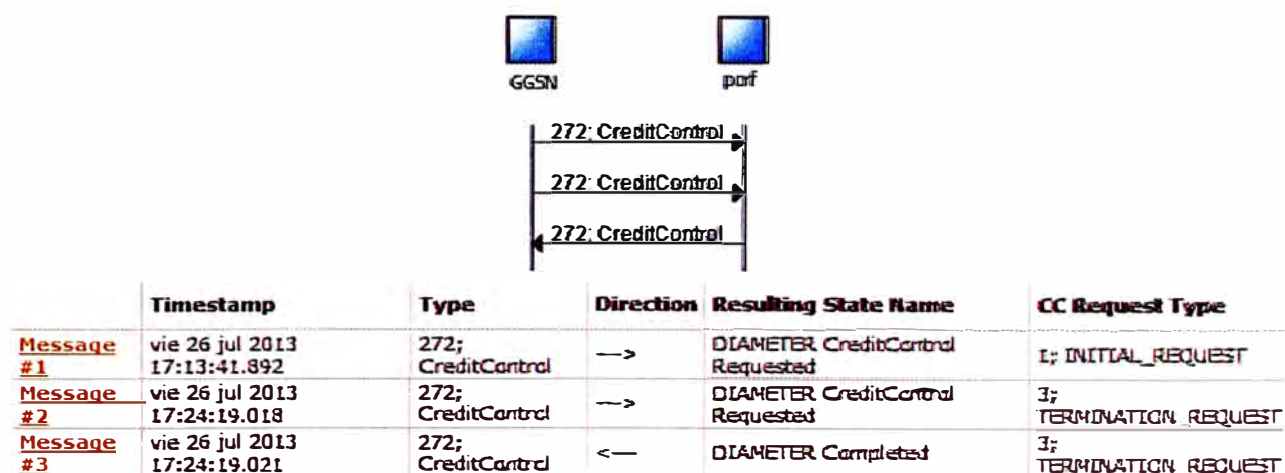 GGSN
pcrf
272; CreditControl
272; CreditControl
272; CreditControl
Timestamp Type Direction Resulting State Name CC Request Type
Message #1 vie 26 jul 2013 17:13:41.892 272; CreditControl —> DIAMETER CreditControl Requested 1; INITIAL_REQUEST
Message #2 vie 26 jul 2013 17:24:19.018 272; CreditControl —> DIAMETER CreditControl Requested 3; TERMINATION_REQUEST
Message #3 vie 26 jul 2013 17:24:19.021 272; CreditControl <— DIAMETER Completed 3; TERMINATION_REQUEST